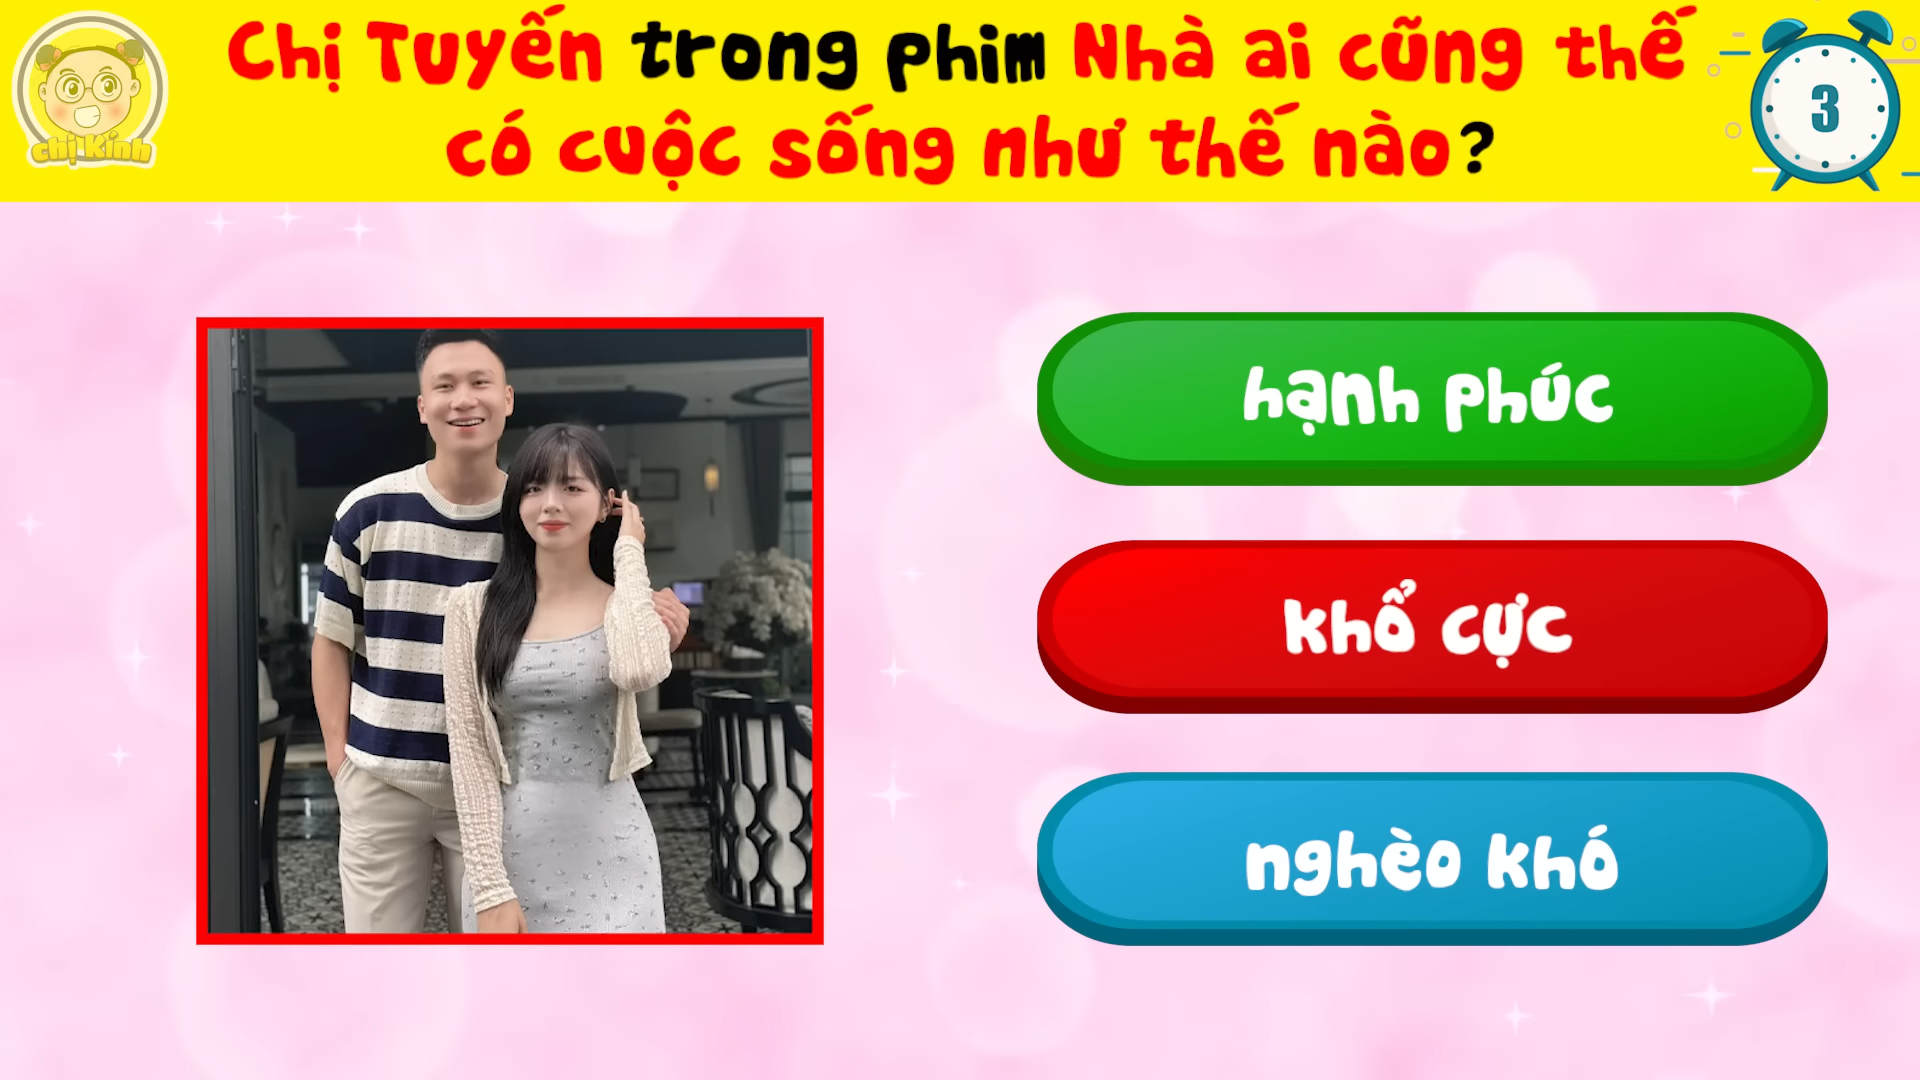 Chị Tuyến trong phim Nhà ai cũng thế
có cuộc sống như thế nào?
3
chị Kính
hạnh phúc
khổ cực
nghèo khó